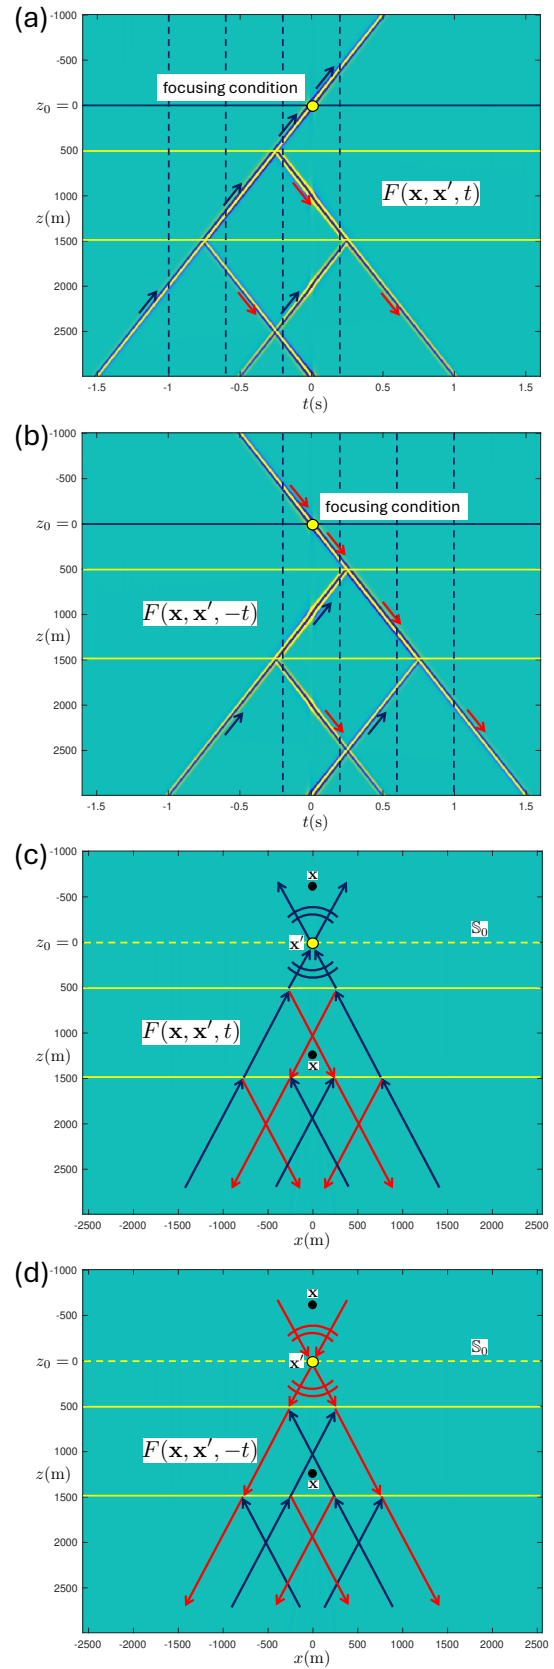 (a)
-1000
-500
z₀ = 0
focusing condition
500
F(x, x′, t)
1000
z(m)
1500
2000
2500
-1.5 -1 -0.5 0 0.5 1 1.5
t(s)
(b)
-1000
-500
z₀ = 0
focusing condition
500
F(x, x′, −t)
1000
z(m)
1500
2000
2500
-1.5 -1 -0.5 0 0.5 1 1.5
t(s)
(c)
-1000
x
-500
𝕊₀
z₀ = 0
x′
500
F(x, x′, t)
1000
z(m)
x
1500
2000
2500
-2500 -2000 -1500 -1000 -500 0 500 1000 1500 2000 2500
x(m)
(d)
-1000
x
-500
𝕊₀
z₀ = 0
x′
500
F(x, x′, −t)
1000
z(m)
x
1500
2000
2500
-2500 -2000 -1500 -1000 -500 0 500 1000 1500 2000 2500
x(m)